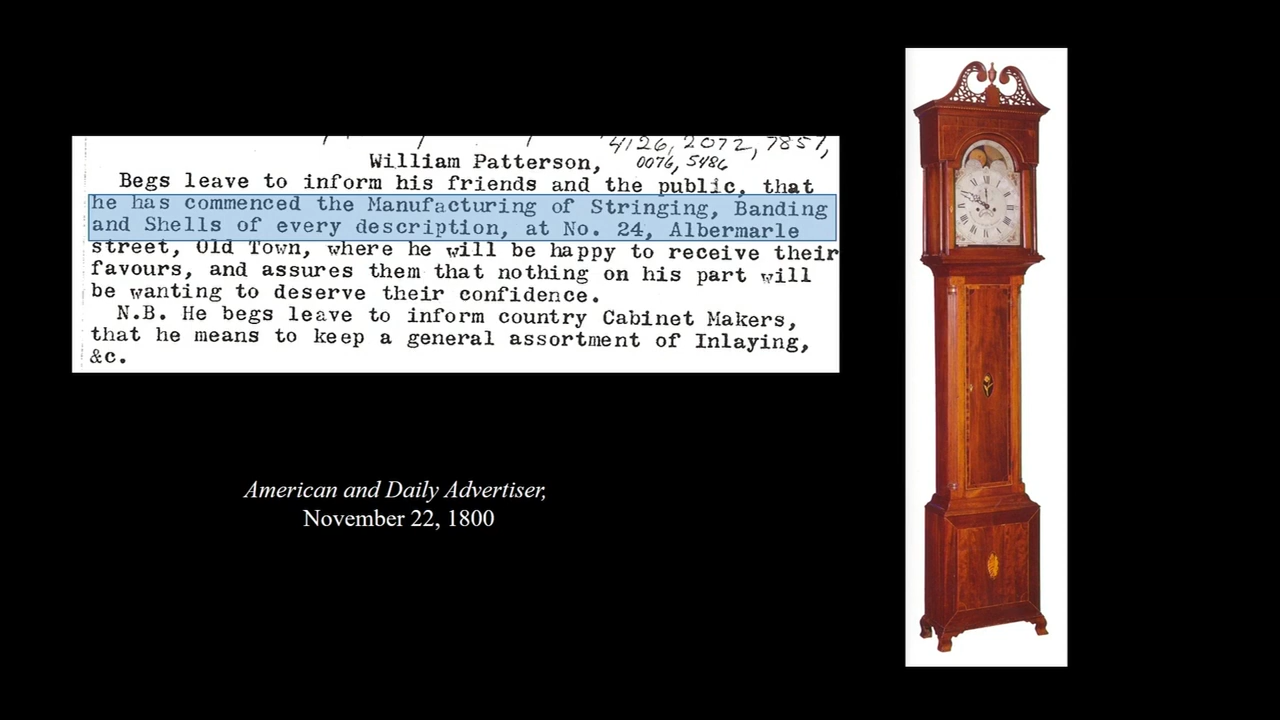 4126, 2072, 7857,
William Patterson, 0076, 5486
Begs leave to inform his friends and the public, that
he has commenced the Manufacturing of Stringing, Banding
and Shells of every description, at No. 24, Albermarle
street, Old Town, where he will be happy to receive their
favours, and assures them that nothing on his part will
be wanting to deserve their confidence.
N.B. He begs leave to inform country Cabinet Makers,
that he means to keep a general assortment of Inlaying,
&c.
American and Daily Advertiser,
November 22, 1800